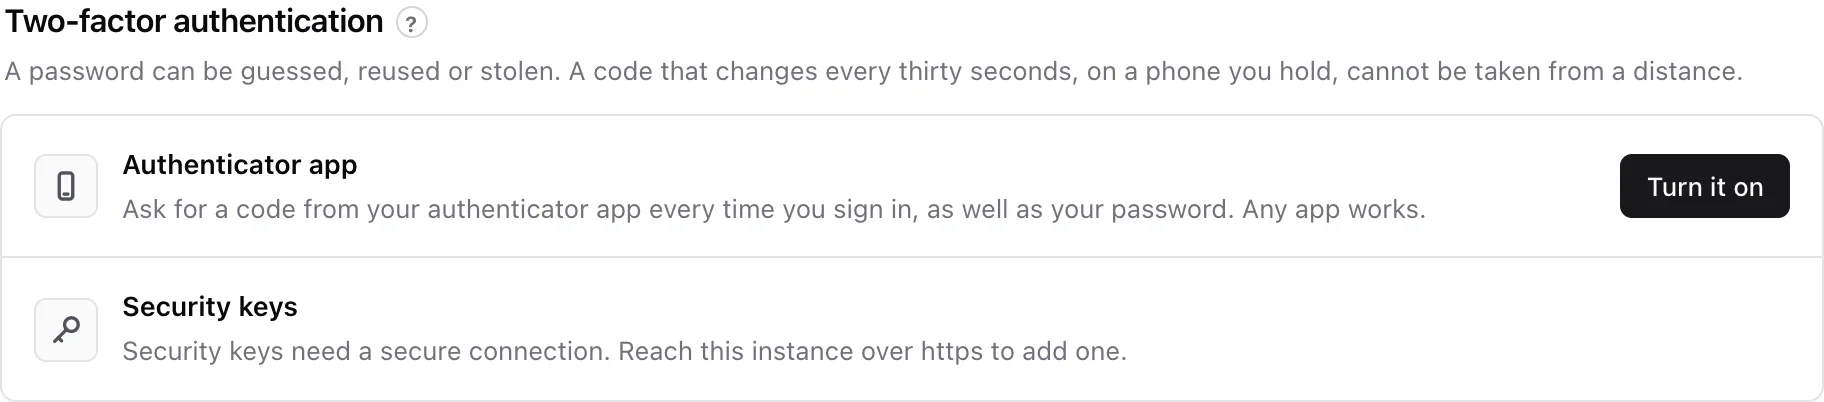 Two-factor authentication ?
A password can be guessed, reused or stolen. A code that changes every thirty seconds, on a phone you hold, cannot be taken from a distance.
Authenticator app
Ask for a code from your authenticator app every time you sign in, as well as your password. Any app works.
Turn it on
Security keys
Security keys need a secure connection. Reach this instance over https to add one.